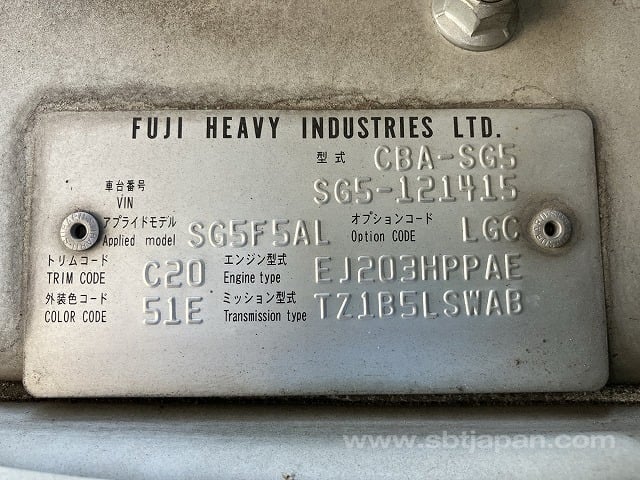 FUJI HEAVY INDUSTRIES LTD.
型式 CBA-SG5
車台番号 VIN SG5-121415
アプライドモデル Applied model SG5F5AL オプションコード Option CODE LGC
トリムコード TRIM CODE C20 エンジン型式 Engine type EJ203HPPAE
外装色コード COLOR CODE 51E ミッション型式 Transmission type TZ1B5LSWAB
www.sbtjapan.com